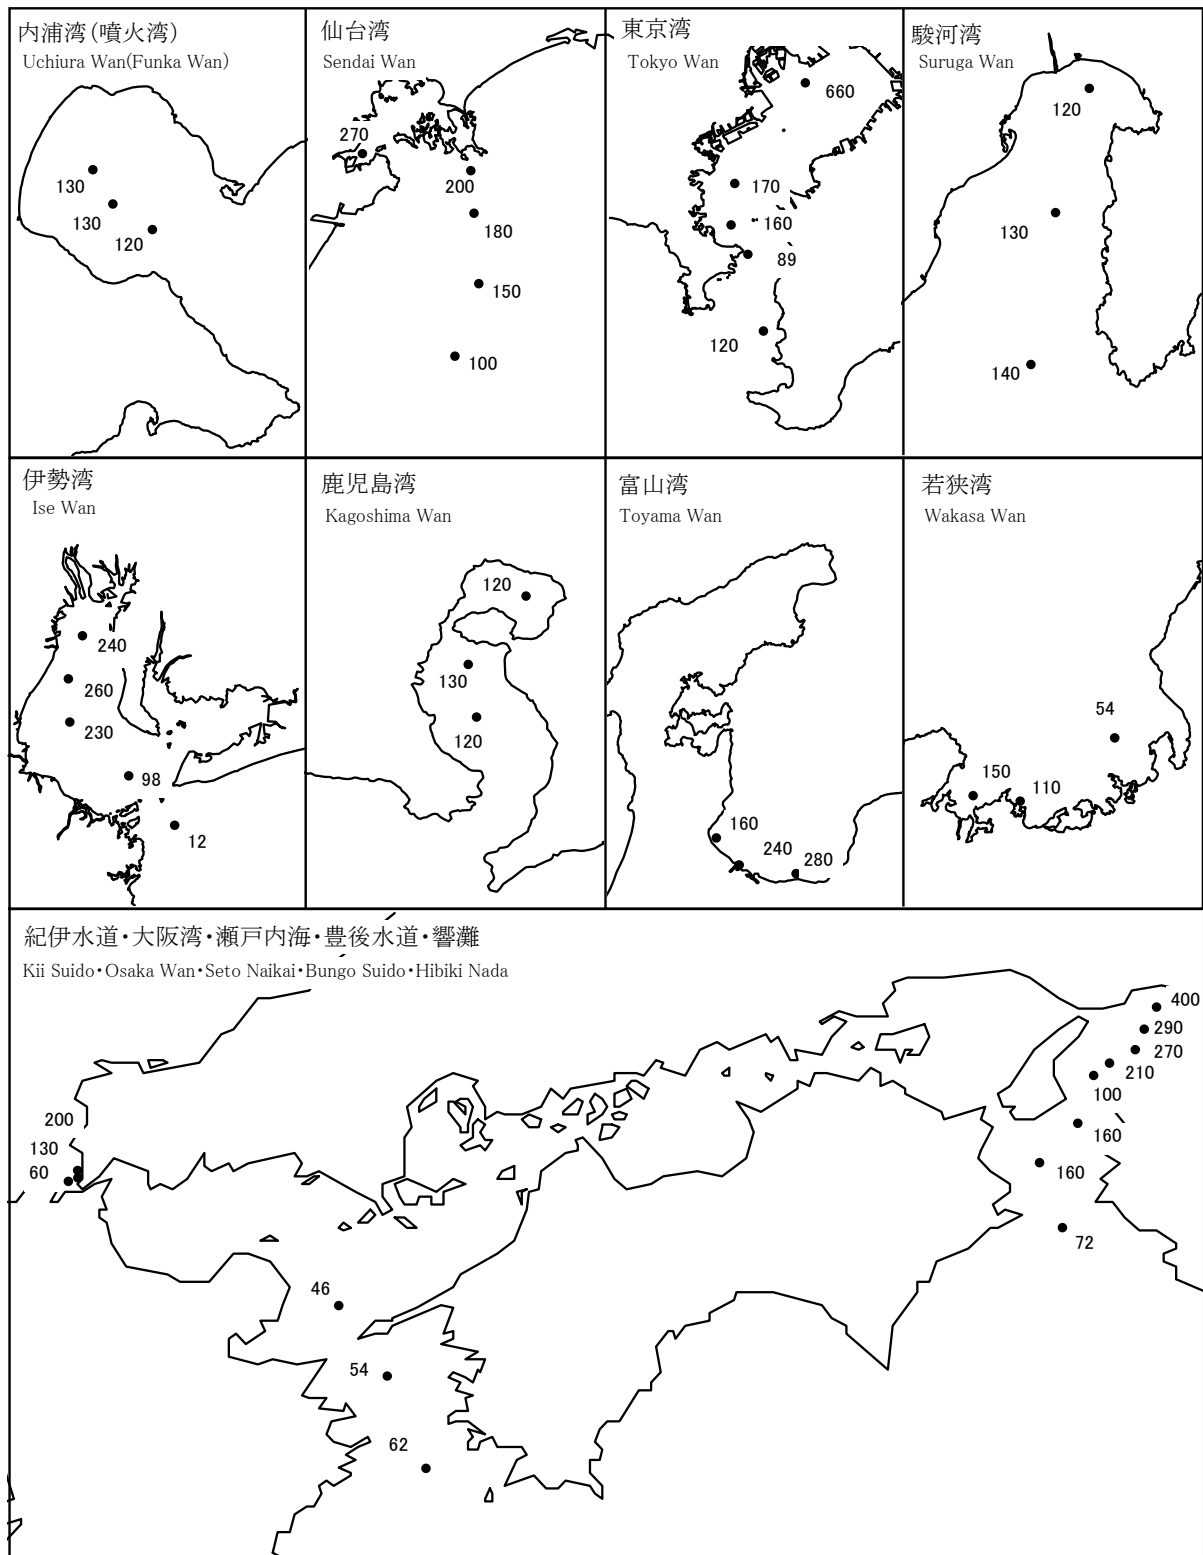 内浦湾(噴火湾)
Uchiura Wan(Funka Wan)
130
130
120
仙台湾
Sendai Wan
270
200
180
150
100
東京湾
Tokyo Wan
660
170
160
89
120
駿河湾
Suruga Wan
120
130
140
伊勢湾
Ise Wan
240
260
230
98
12
鹿児島湾
Kagoshima Wan
120
130
120
富山湾
Toyama Wan
160
240
280
若狭湾
Wakasa Wan
54
150
110
紀伊水道・大阪湾・瀬戸内海・豊後水道・響灘
Kii Suido・Osaka Wan・Seto Naikai・Bungo Suido・Hibiki Nada
400
290
270
210
100
160
160
72
200
130
60
46
54
62